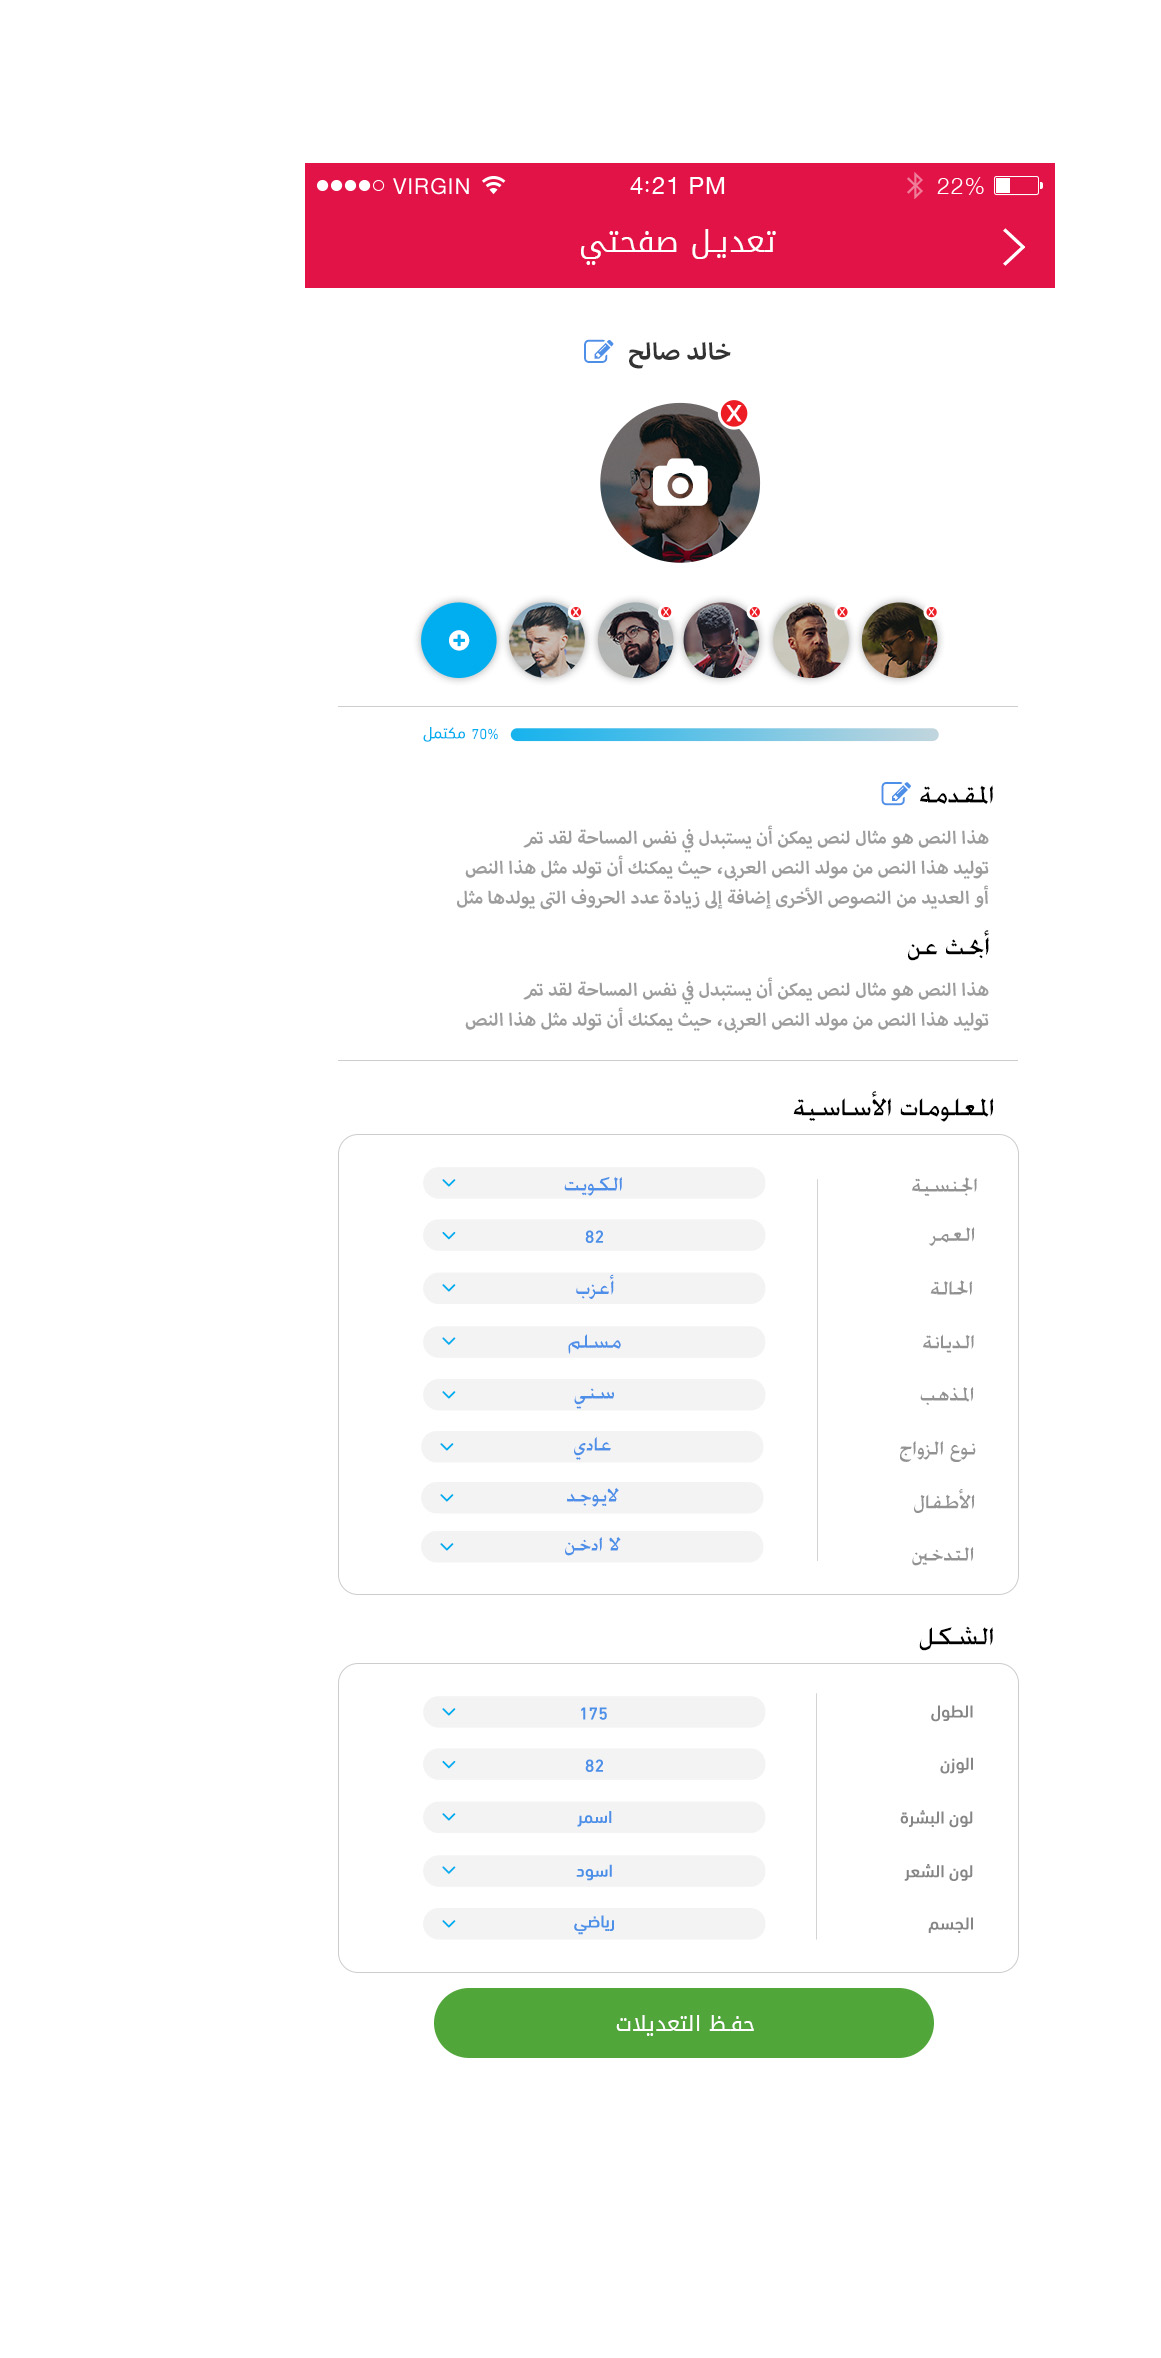 VIRGIN 4:21 PM 22%
تعديل صفحتي
خالد صالح
X
X X X X X
70% مكتمل
المقدمة
هذا النص هو مثال لنص يمكن أن يستبدل في نفس المساحة لقد تم
توليد هذا النص من مولد النص العربى، حيث يمكنك أن تولد مثل هذا النص
أو العديد من النصوص الأخرى إضافة إلى زيادة عدد الحروف التى يولدها مثل
أبحث عن
هذا النص هو مثال لنص يمكن أن يستبدل في نفس المساحة لقد تم
توليد هذا النص من مولد النص العربى، حيث يمكنك أن تولد مثل هذا النص
المعلومات الأساسية
الجنسية الكويت
العمر 82
الحالة أعزب
الديانة مسلم
المذهب سني
نوع الزواج عادي
الأطفال لايوجد
التدخين لا ادخن
الشكل
الطول 175
الوزن 82
لون البشرة اسمر
لون الشعر اسود
الجسم رياضي
حفظ التعديلات